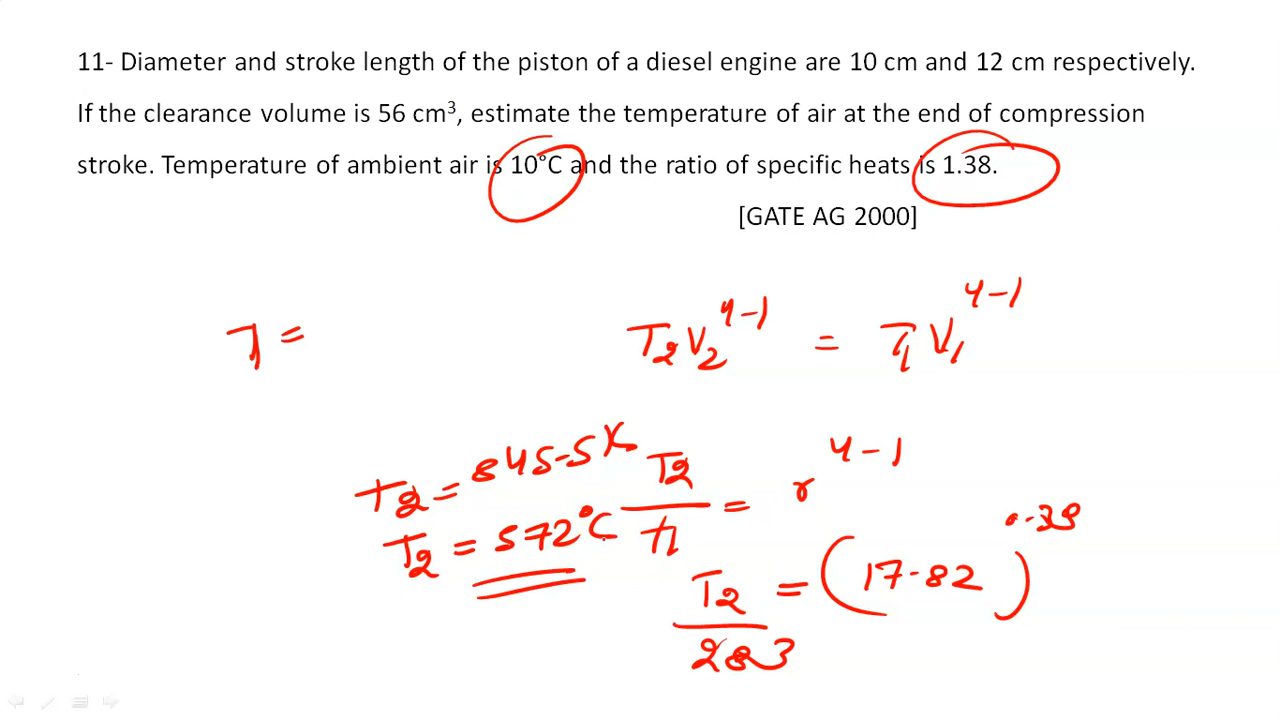 11- Diameter and stroke length of the piston of a diesel engine are 10 cm and 12 cm respectively.
If the clearance volume is 56 cm³, estimate the temperature of air at the end of compression
stroke. Temperature of ambient air is 10°C and the ratio of specific heats is 1.38.
[GATE AG 2000]
T₂V₂^(γ-1) = T₁V₁^(γ-1)
T₂/T₁ = r^(γ-1)
T₂ = 845.5K
T₂ = 572°C
T₂/283 = (17.82)^0.38